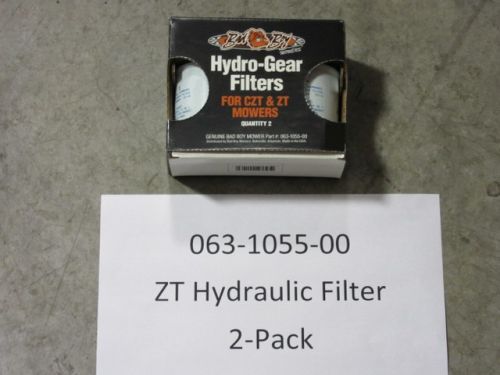 Bad Boy
Hydro-Gear
Filters
FOR CZT & ZT
MOWERS
QUANTITY 2
GENUINE BAD BOY MOWER Part #: 063-1055-00
063-1055-00
ZT Hydraulic Filter
2-Pack